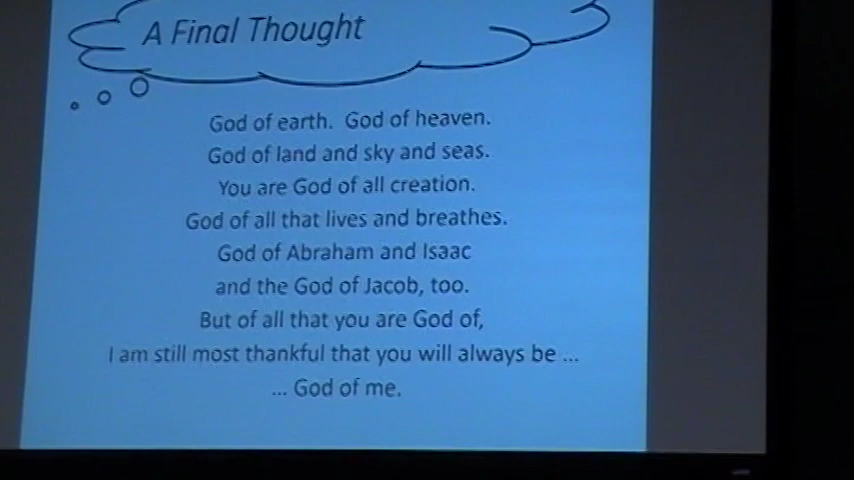 A Final Thought
God of earth.  God of heaven.
God of land and sky and seas.
You are God of all creation.
God of all that lives and breathes.
God of Abraham and Isaac
and the God of Jacob, too.
But of all that you are God of,
I am still most thankful that you will always be ...
... God of me.